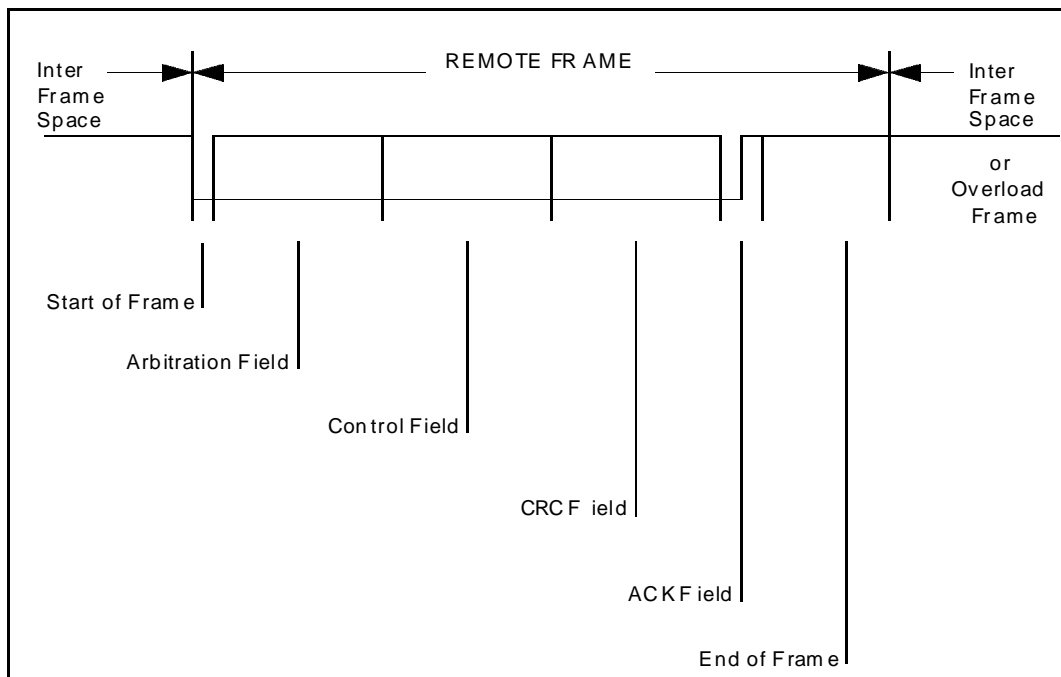 Inter
Frame
Space
REMOTE FRAME
Inter
Frame
Space
or
Overload
Frame
Start of Frame
Arbitration Field
Control Field
CRC Field
ACK Field
End of Frame